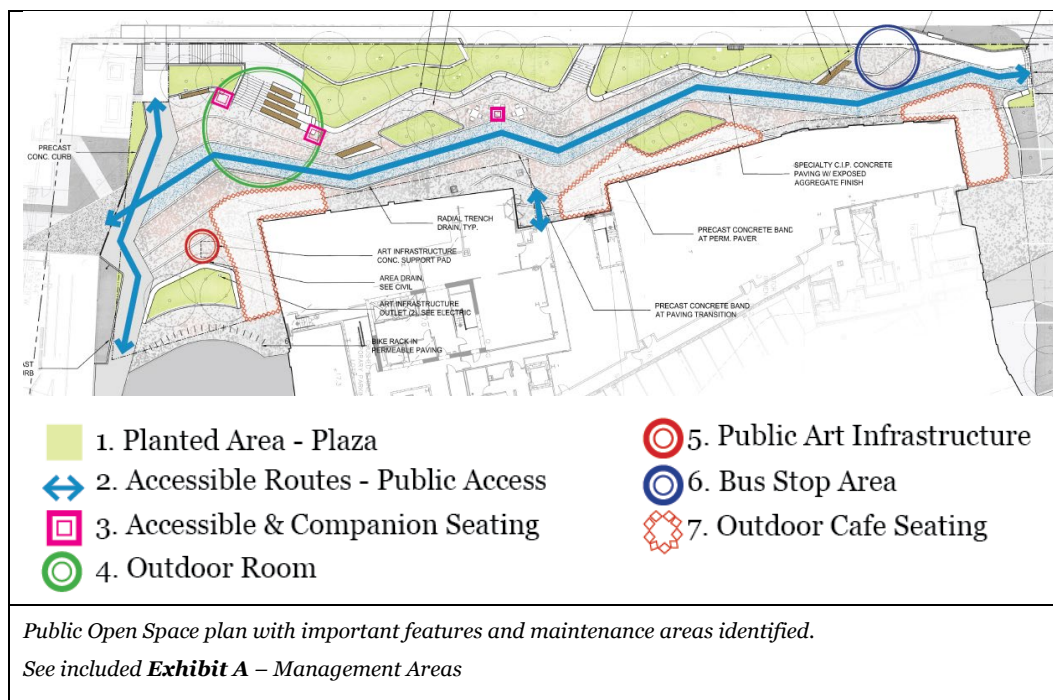 PRECAST
CONC. CURB
RADIAL TRENCH
DRAIN, TYP.
ART INFRASTRUCTURE
CONC. SUPPORT PAD
AREA DRAIN,
SEE CIVIL
ART INFRASTRUCTURE
OUTLET (2), SEE ELECTRIC
BIKE RACK IN
PERMEABLE PAVING
SPECIALTY C.I.P. CONCRETE
PAVING W/ EXPOSED
AGGREGATE FINISH
PRECAST CONCRETE BAND
AT PERM. PAVER
PRECAST CONCRETE BAND
AT PAVING TRANSITION
AST
URB
1. Planted Area - Plaza
2. Accessible Routes - Public Access
3. Accessible & Companion Seating
4. Outdoor Room
5. Public Art Infrastructure
6. Bus Stop Area
7. Outdoor Cafe Seating
Public Open Space plan with important features and maintenance areas identified.
See included Exhibit A – Management Areas